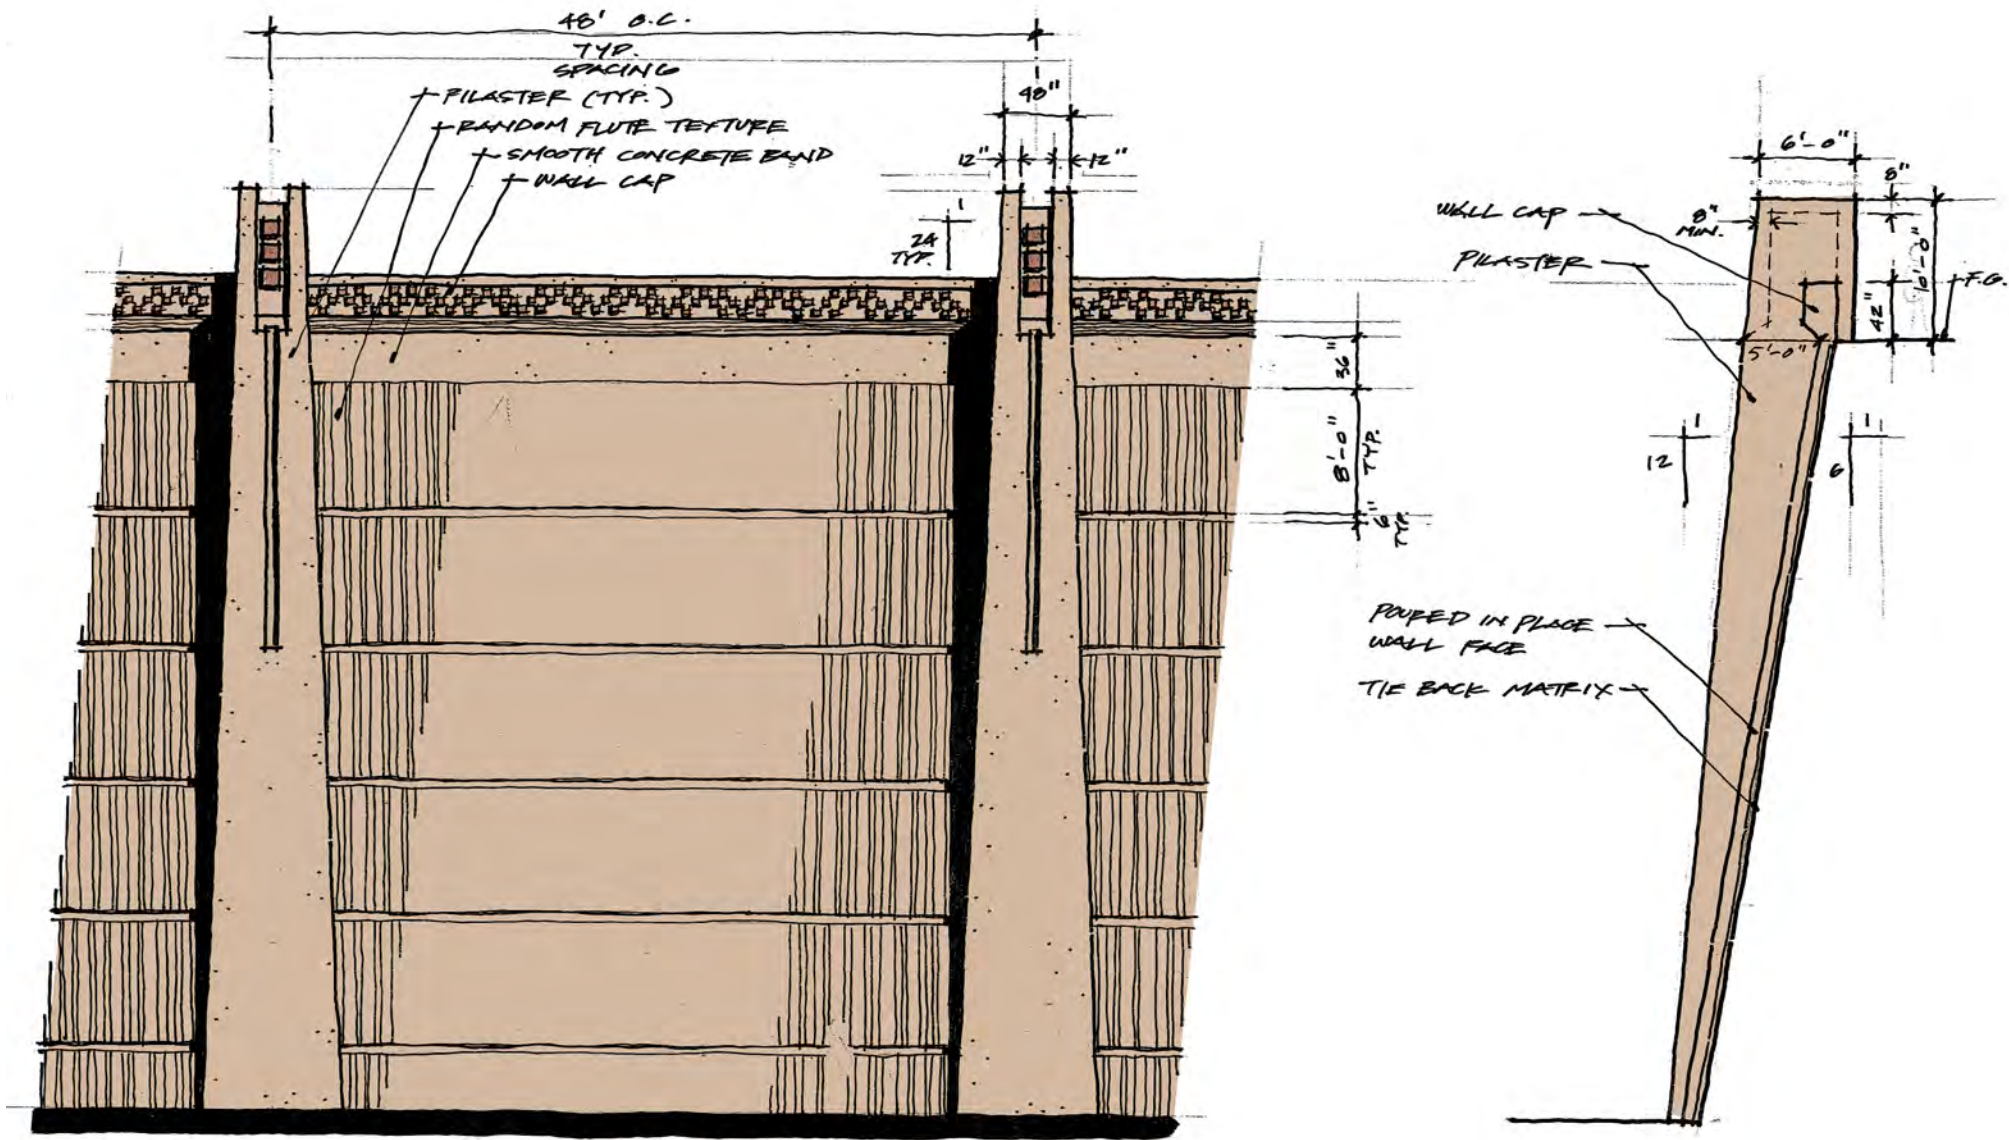 48' O.C.
TYP.
SPACING
PILASTER (TYP.)
RANDOM FLUTE TEXTURE
SMOOTH CONCRETE BAND
WALL CAP
48"
12"
12"
1
24
TYP.
36"
8'-0"
TYP.
6"
TYP.
6'-0"
8"
WALL CAP
8"
MIN.
10'-0"
PILASTER
F.G.
42"
5'-0"
1
12
1
6
POURED IN PLACE
WALL FACE
TIE BACK MATRIX